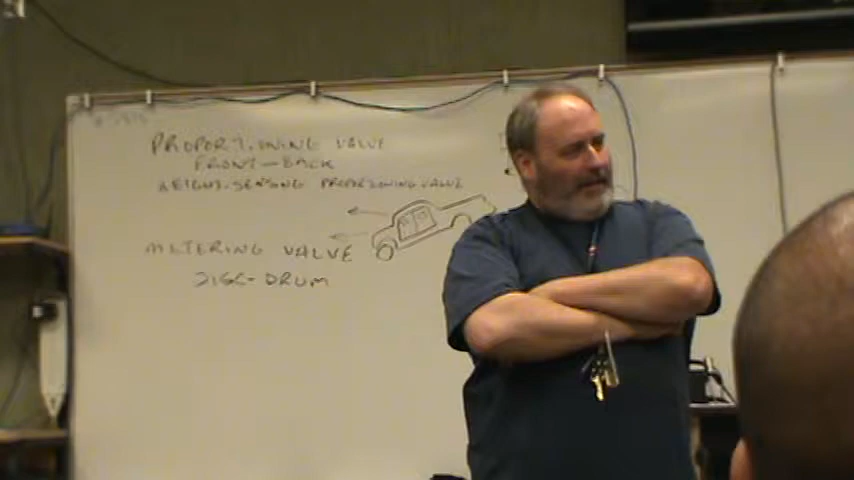 PROPORTIONING VALVE
FRONT-BACK
HEIGHT-SENSING PROPORTIONING VALVE
METERING VALVE
DISC-DRUM